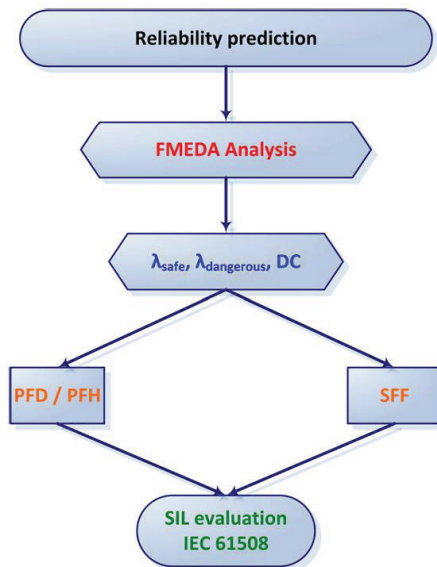 Reliability prediction
FMEDA Analysis
λsafe, λdangerous, DC
PFD / PFH
SFF
SIL evaluation
IEC 61508